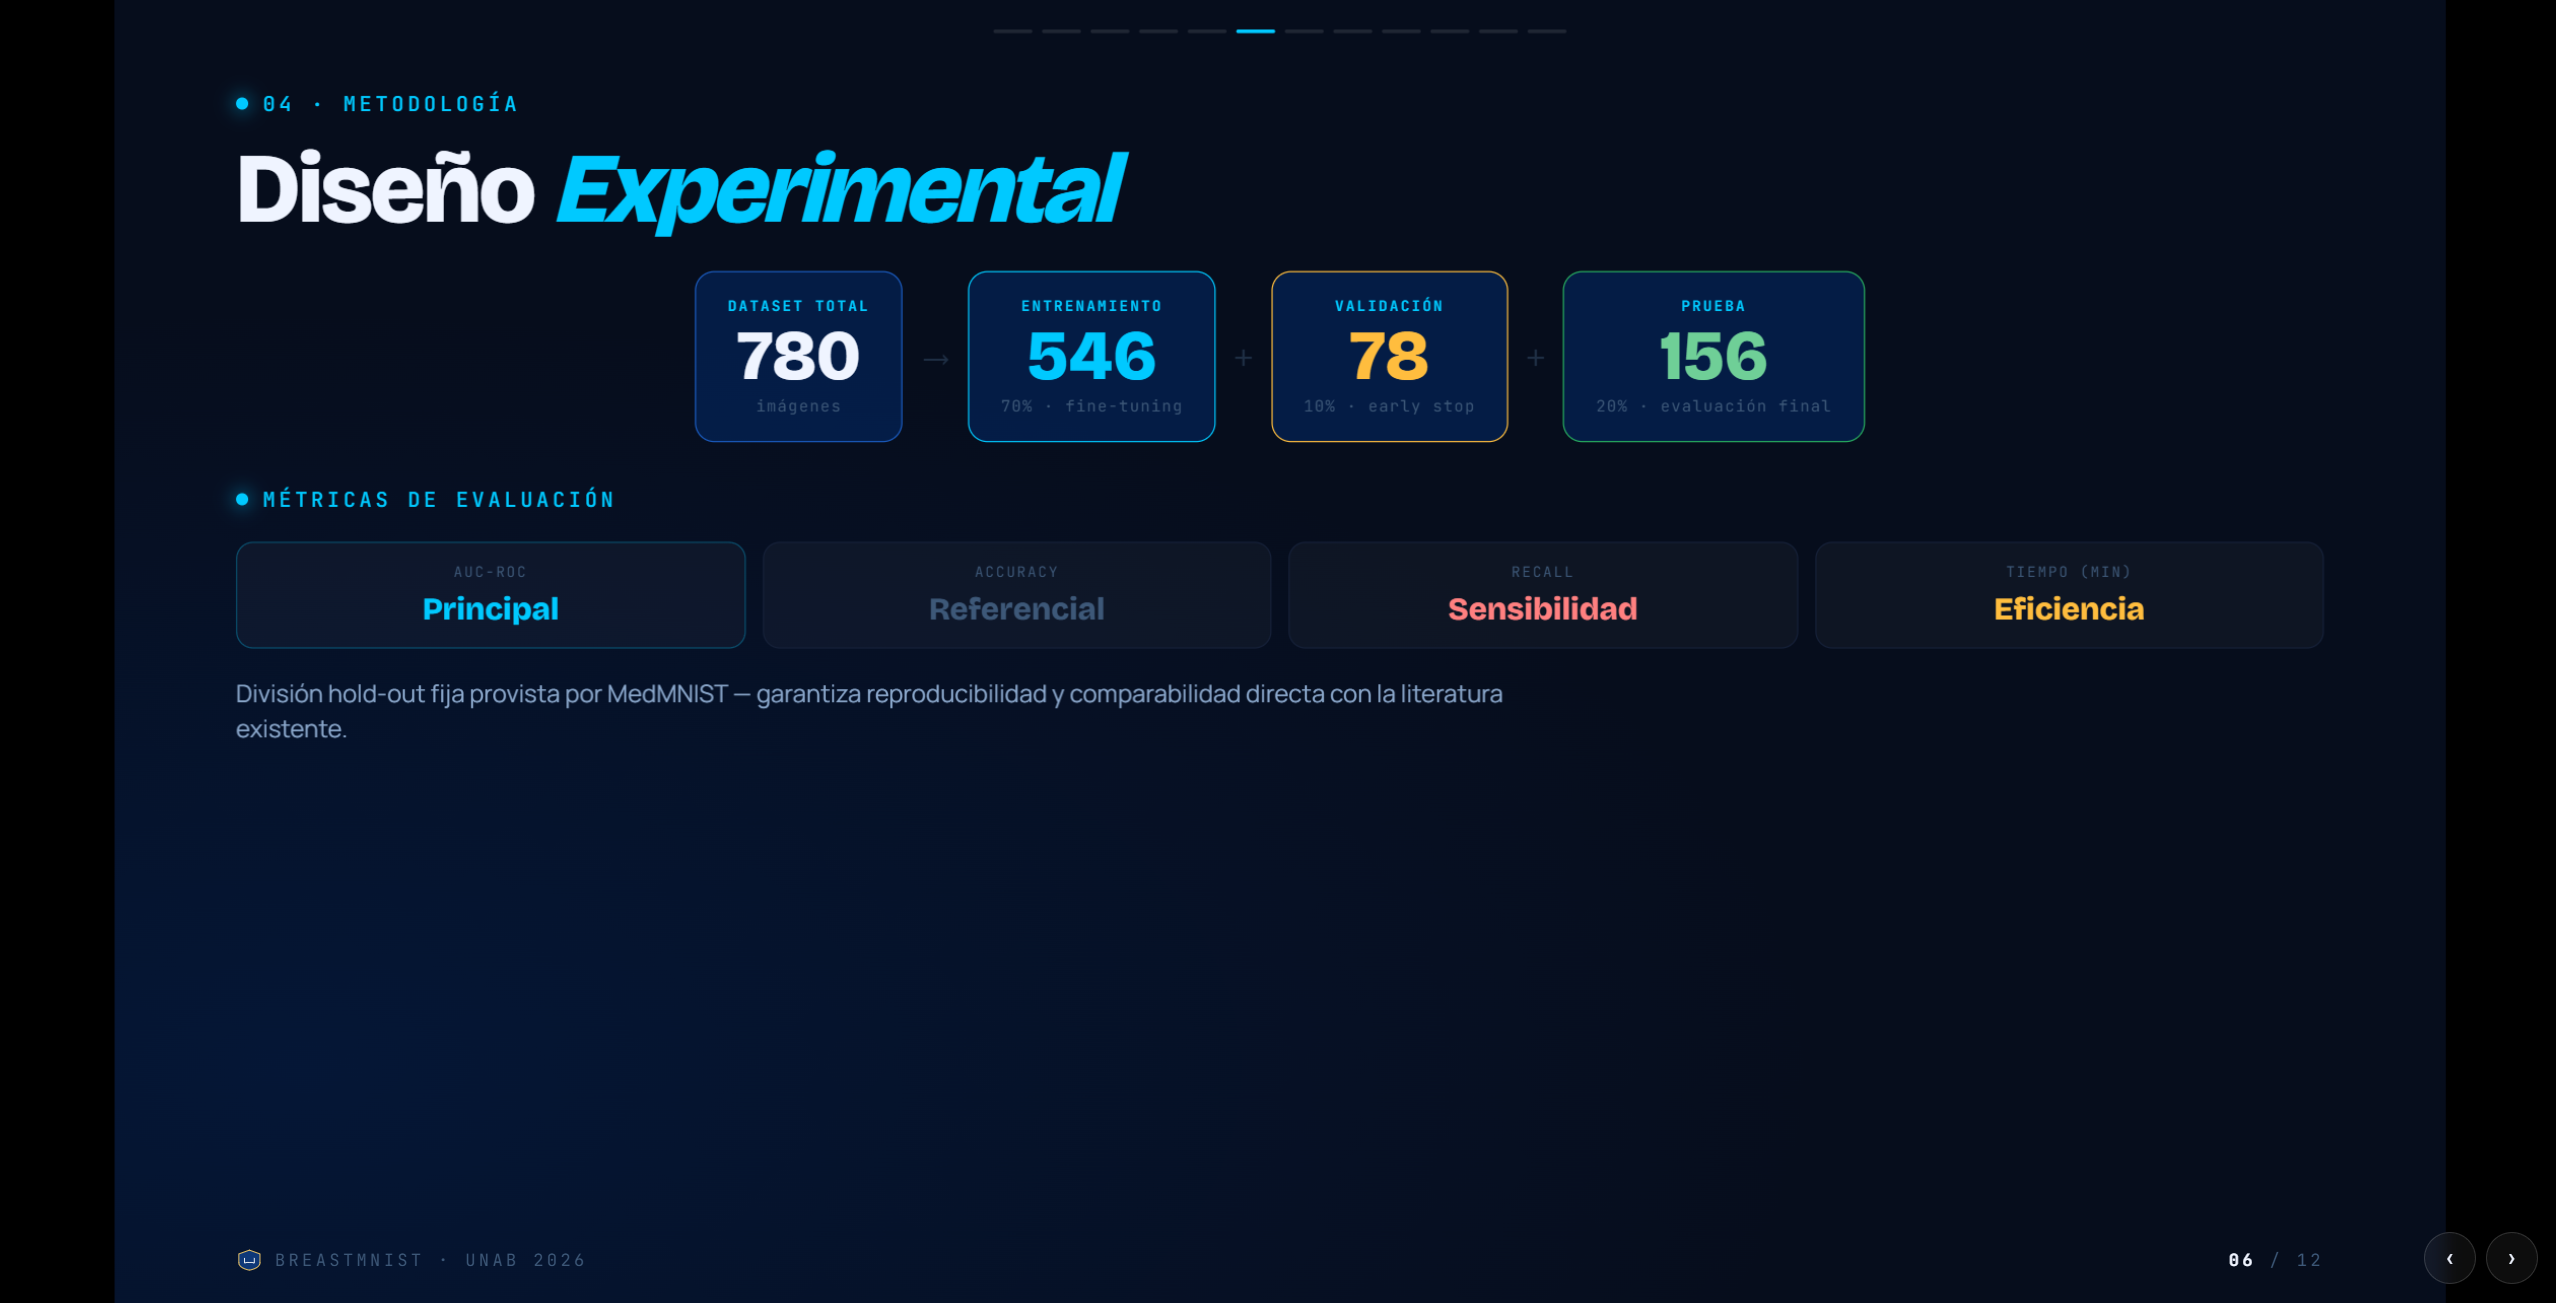 04 · METODOLOGÍA
Diseño Experimental
DATASET TOTAL
780
imágenes
→
ENTRENAMIENTO
546
70% · fine-tuning
+
VALIDACIÓN
78
10% · early stop
+
PRUEBA
156
20% · evaluación final
MÉTRICAS DE EVALUACIÓN
AUC-ROC
Principal
ACCURACY
Referencial
RECALL
Sensibilidad
TIEMPO (MIN)
Eficiencia
División hold-out fija provista por MedMNIST — garantiza reproducibilidad y comparabilidad directa con la literatura
existente.
BREASTMNIST · UNAB 2026
06 / 12
‹ ›